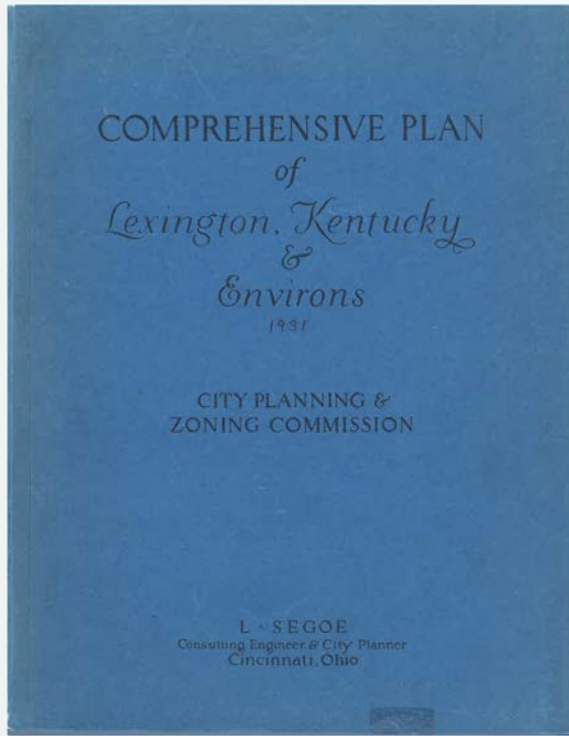 COMPREHENSIVE PLAN
of
Lexington, Kentucky
&
Environs
1931
CITY PLANNING &
ZONING COMMISSION
L · SEGOE
Consulting Engineer & City Planner
Cincinnati, Ohio